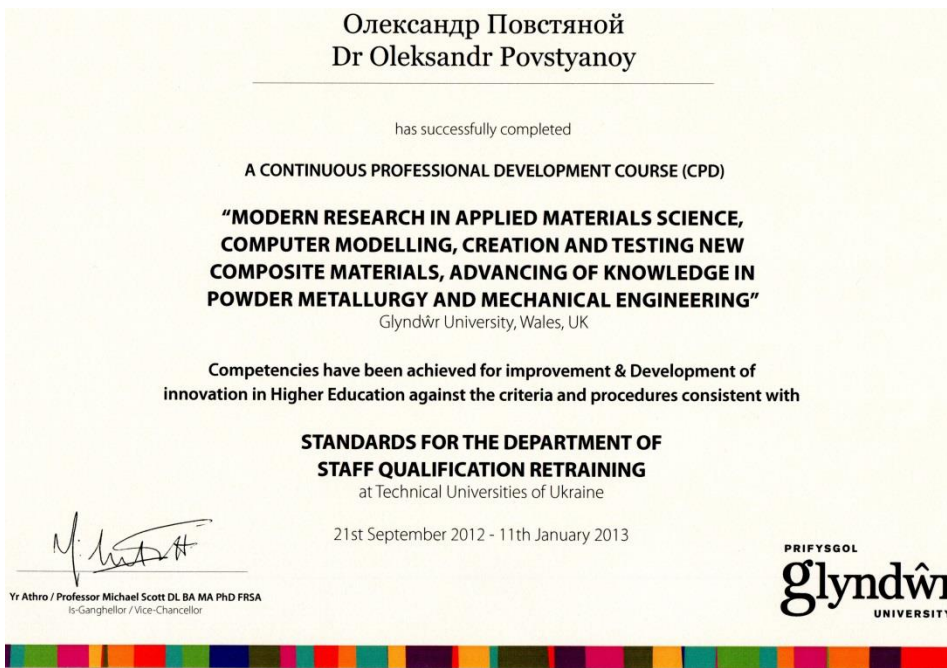 Олександр Повстяной
Dr Oleksandr Povstyanoy
has successfully completed
A CONTINUOUS PROFESSIONAL DEVELOPMENT COURSE (CPD)
“MODERN RESEARCH IN APPLIED MATERIALS SCIENCE,
COMPUTER MODELLING, CREATION AND TESTING NEW
COMPOSITE MATERIALS, ADVANCING OF KNOWLEDGE IN
POWDER METALLURGY AND MECHANICAL ENGINEERING”
Glyndŵr University, Wales, UK
Competencies have been achieved for improvement & Development of
innovation in Higher Education against the criteria and procedures consistent with
STANDARDS FOR THE DEPARTMENT OF
STAFF QUALIFICATION RETRAINING
at Technical Universities of Ukraine
21st September 2012 - 11th January 2013
Yr Athro / Professor Michael Scott DL BA MA PhD FRSA
Is-Ganghellor / Vice-Chancellor
PRIFYSGOL
glyndŵr
UNIVERSITY